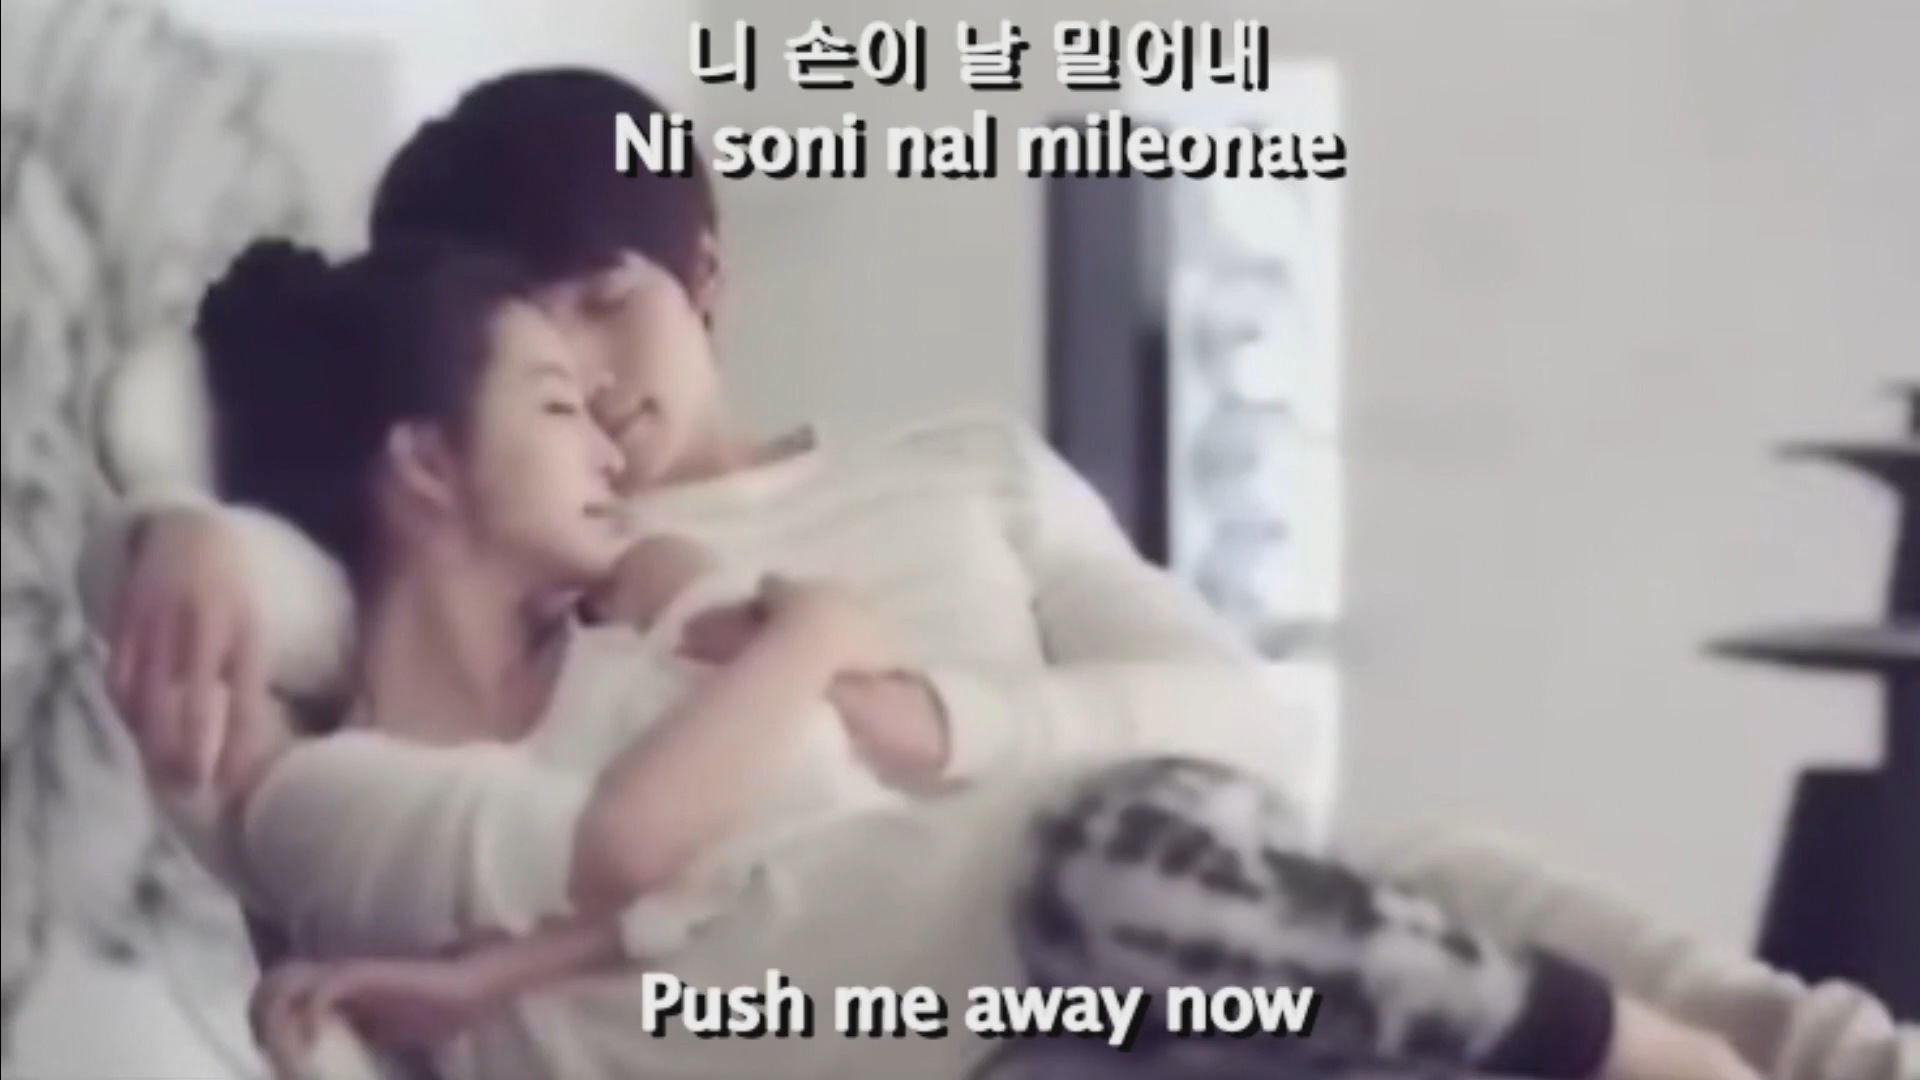 니 손이 날 밀어내
Ni soni nal mileonae
Push me away now